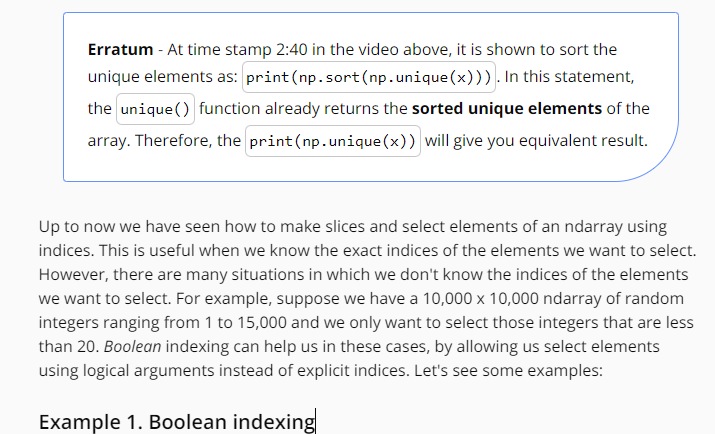 Erratum - At time stamp 2:40 in the video above, it is shown to sort the
unique elements as: print(np.sort(np.unique(x))). In this statement,
the unique() function already returns the sorted unique elements of the
array. Therefore, the print(np.unique(x)) will give you equivalent result.
Up to now we have seen how to make slices and select elements of an ndarray using
indices. This is useful when we know the exact indices of the elements we want to select.
However, there are many situations in which we don't know the indices of the elements
we want to select. For example, suppose we have a 10,000 x 10,000 ndarray of random
integers ranging from 1 to 15,000 and we only want to select those integers that are less
than 20. Boolean indexing can help us in these cases, by allowing us select elements
using logical arguments instead of explicit indices. Let's see some examples:
Example 1. Boolean indexing